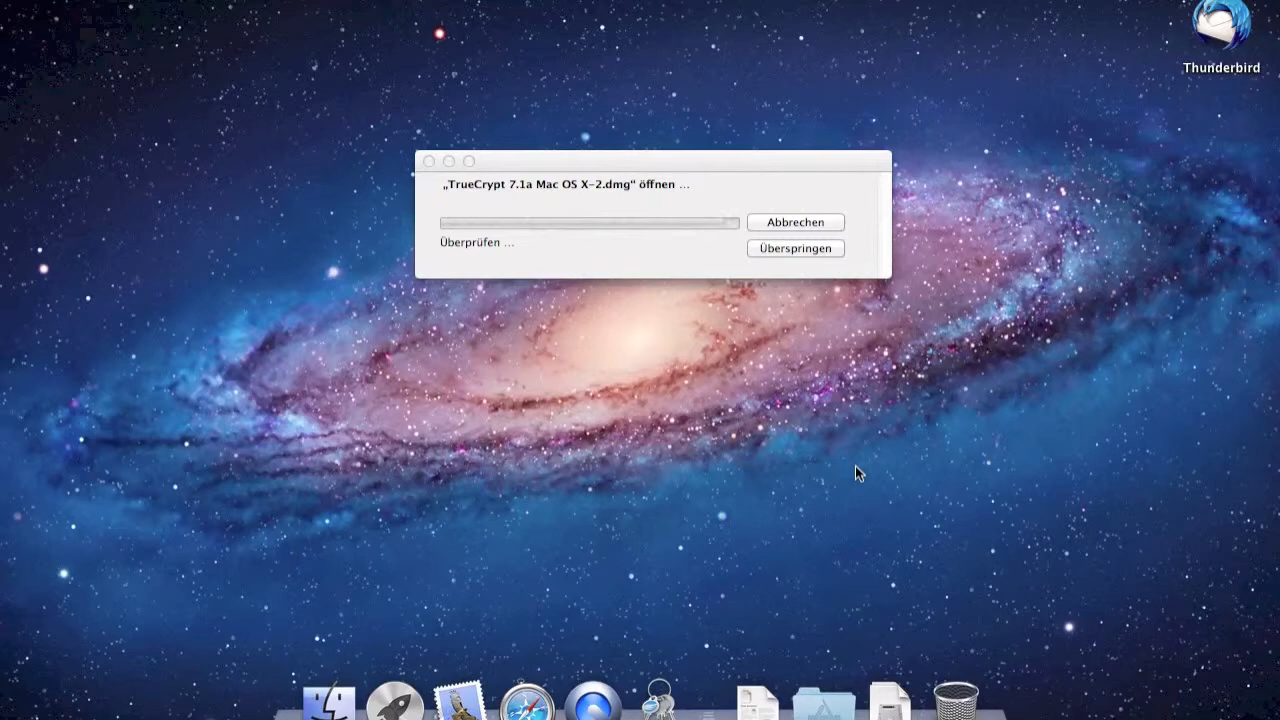 Thunderbird
„TrueCrypt 7.1a Mac OS X-2.dmg“ öffnen …
Abbrechen
Überprüfen …
Überspringen